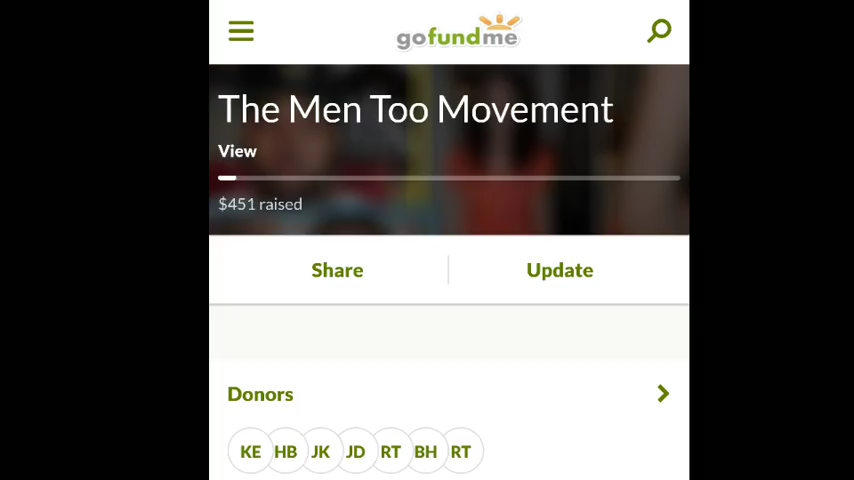 gofundme
The Men Too Movement
View
$451 raised
Share Update
Donors
KE HB JK JD RT BH RT